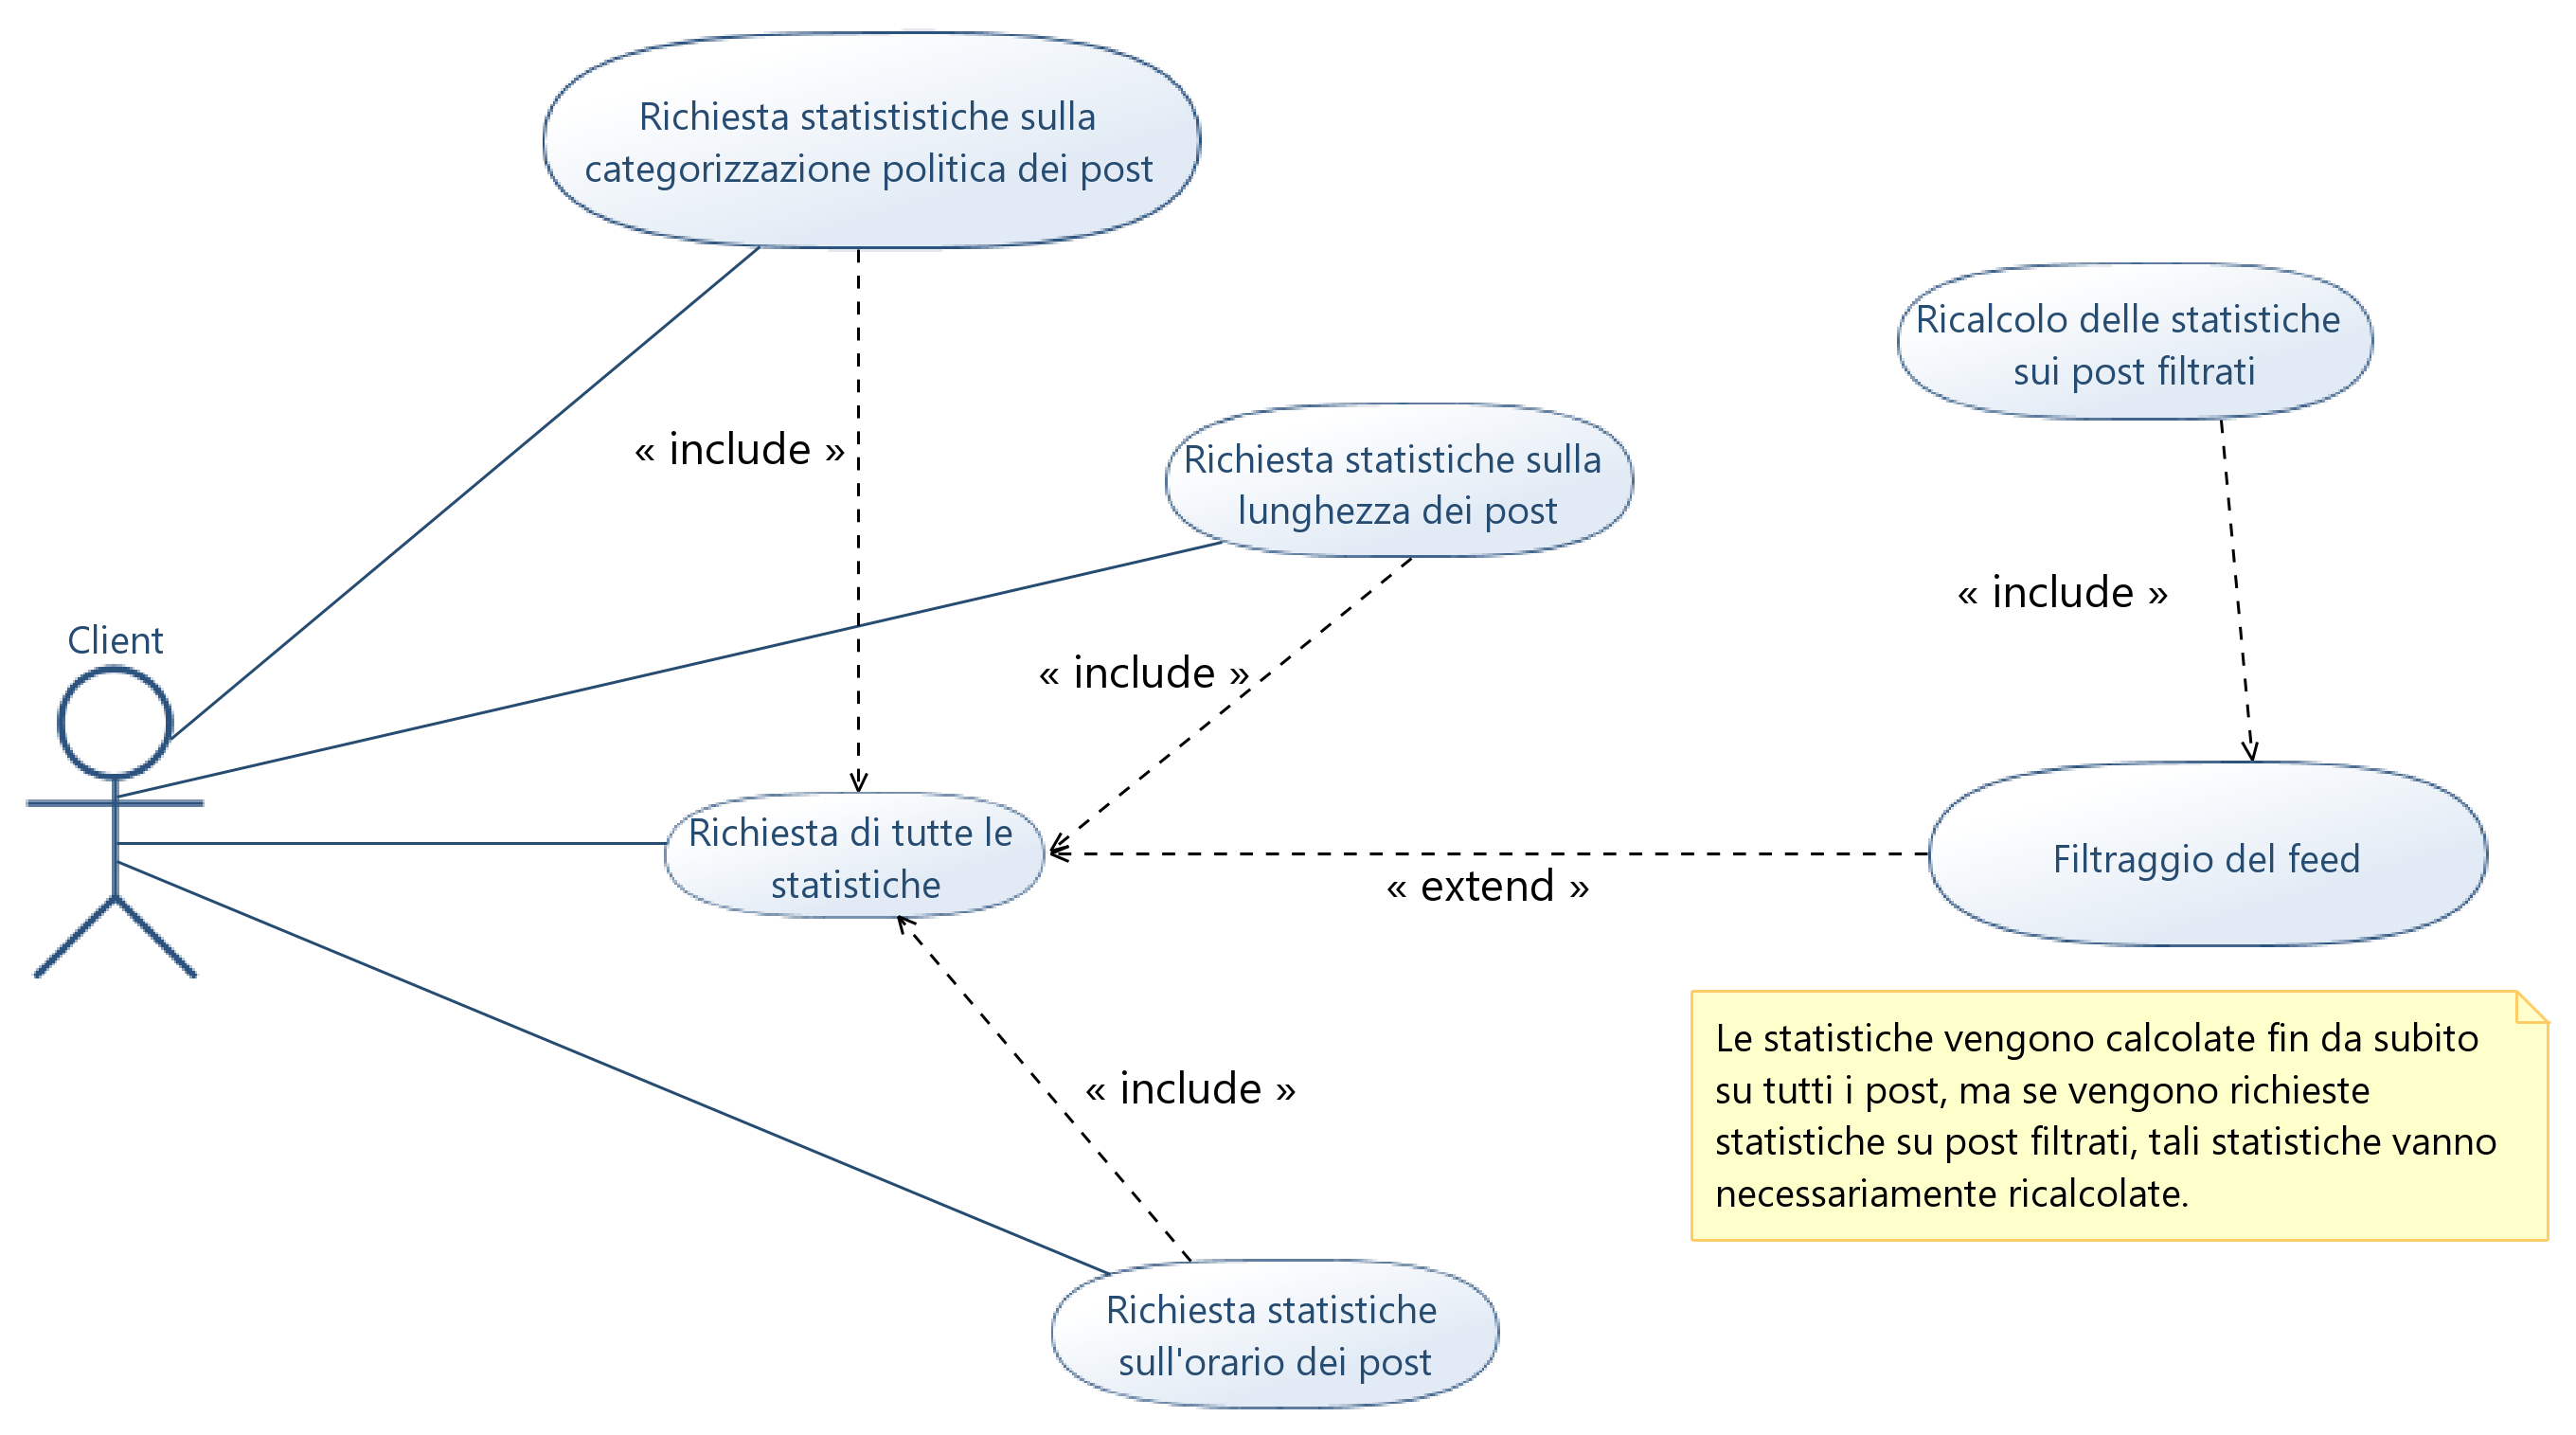 Richiesta statististiche sulla
categorizzazione politica dei post
Ricalcolo delle statistiche
sui post filtrati
« include »
Richiesta statistiche sulla
lunghezza dei post
« include »
Client
« include »
Richiesta di tutte le
statistiche
« extend »
Filtraggio del feed
Le statistiche vengono calcolate fin da subito
su tutti i post, ma se vengono richieste
statistiche su post filtrati, tali statistiche vanno
necessariamente ricalcolate.
« include »
Richiesta statistiche
sull'orario dei post